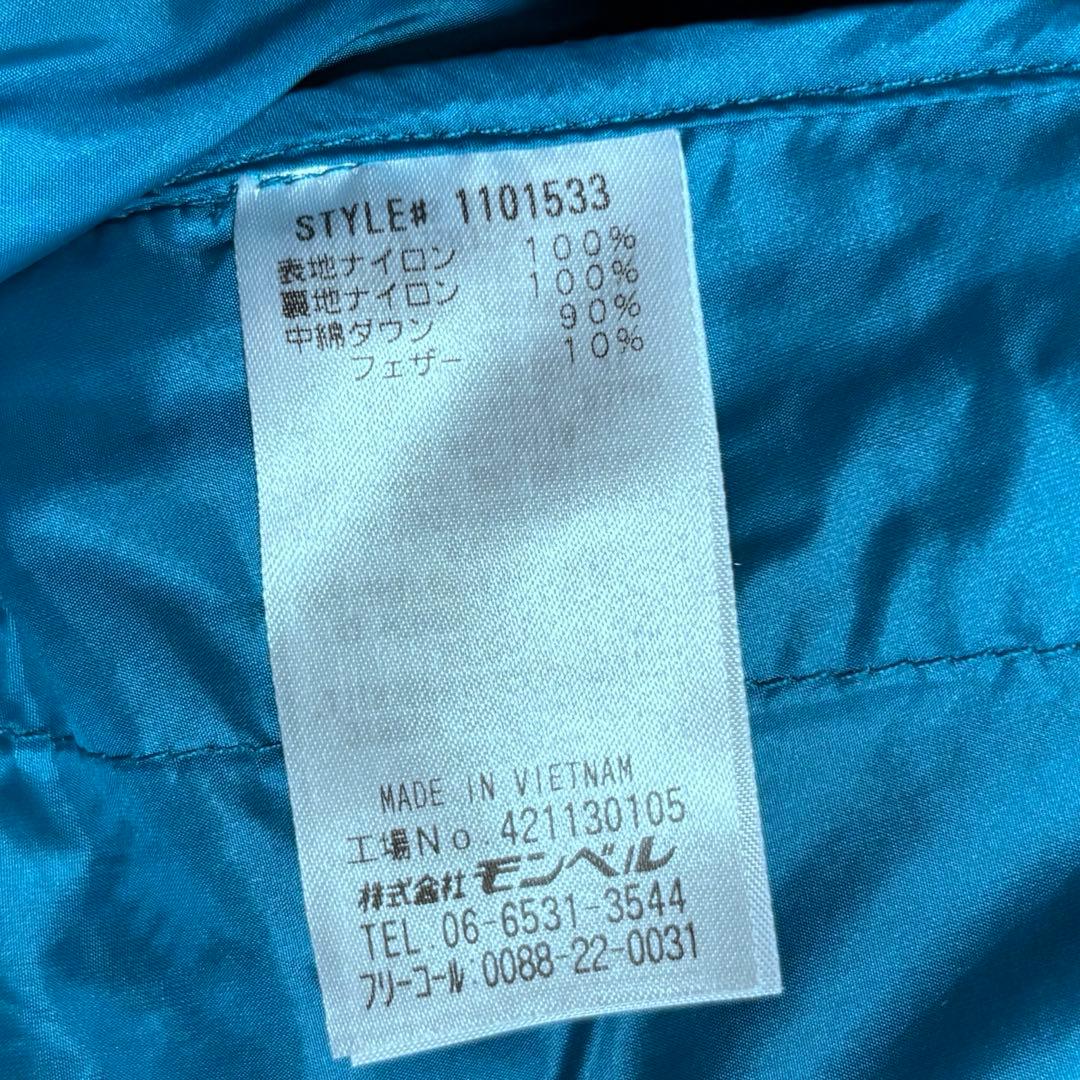 STYLE# 1101533
表地ナイロン 100%
裏地ナイロン 100%
中綿ダウン 90%
フェザー 10%
MADE IN VIETNAM
工場No.421130105
株式会社 モンベル
TEL.06-6531-3544
フリーコール:0088-22-0031